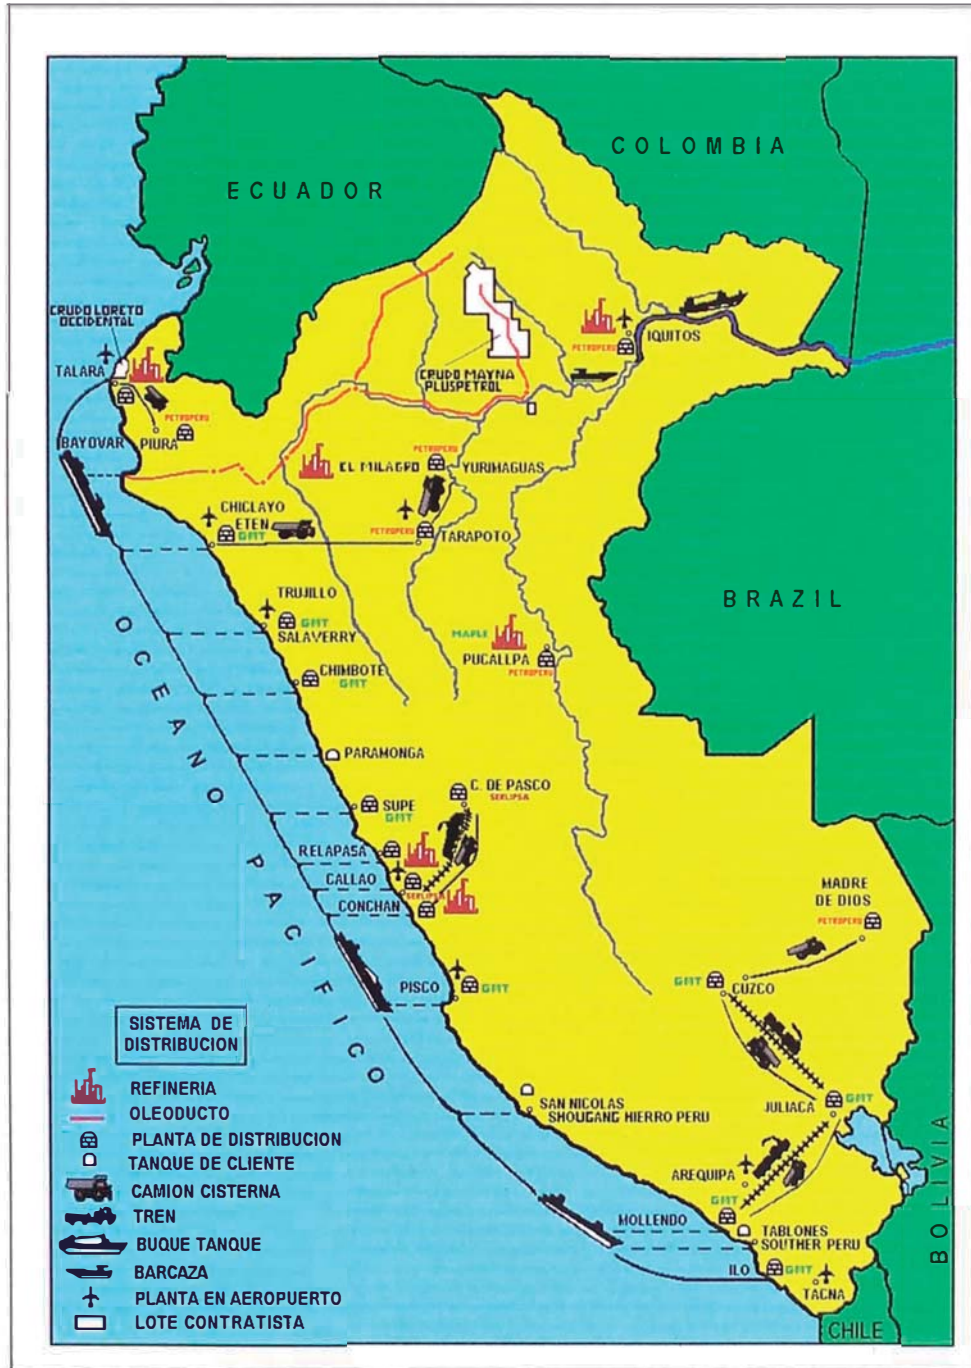 COLOMBIA
ECUADOR
CRUDO LORETO
OCCIDENTAL
TALARA
PETROPERU
IQUITOS
CRUDO MAYNA
PLUSPETROL
PETROPERU
PIURA
BAYOVAR
PETROPERU
EL MILAGRO
YURIMAGUAS
CHICLAYO
ETEN
GMT
PETROPERU
TARAPOTO
BRAZIL
TRUJILLO
GMT
SALAVERRY
MAPLE
PUCALLPA
PETROPERU
CHIMBOTE
GMT
OCEANO PACIFICO
PARAMONGA
C. DE PASCO
SERLIPSA
SUPE
GMT
RELAPASA
CALLAO
SERLIPSA
CONCHAN
MADRE
DE DIOS
PETROPERU
PISCO
GMT
GMT
CUZCO
SAN NICOLAS
SHOUGANG HIERRO PERU
JULIACA
GMT
AREQUIPA
GMT
MOLLENDO
TABLONES
SOUTHER PERU
ILO
GMT
TACNA
BOLIVIA
CHILE
SISTEMA DE
DISTRIBUCION
REFINERIA
OLEODUCTO
PLANTA DE DISTRIBUCION
TANQUE DE CLIENTE
CAMION CISTERNA
TREN
BUQUE TANQUE
BARCAZA
PLANTA EN AEROPUERTO
LOTE CONTRATISTA